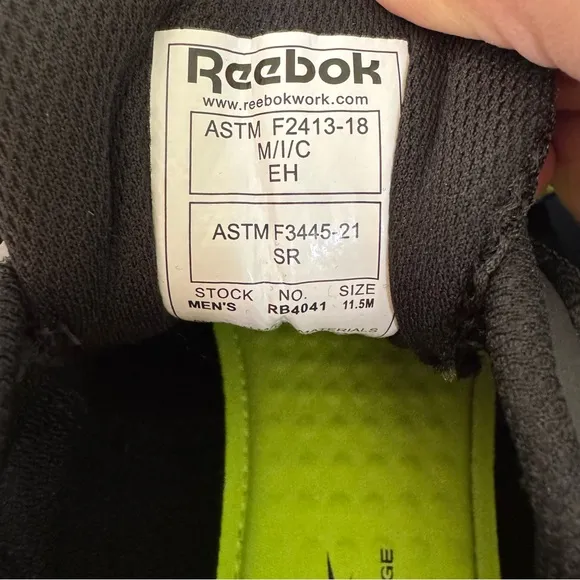 Reebok
www.reebokwork.com
ASTM F2413-18
M/I/C
EH
ASTM F3445-21
SR
STOCK NO. SIZE
MEN'S RB4041 11.5M
MATERIALS